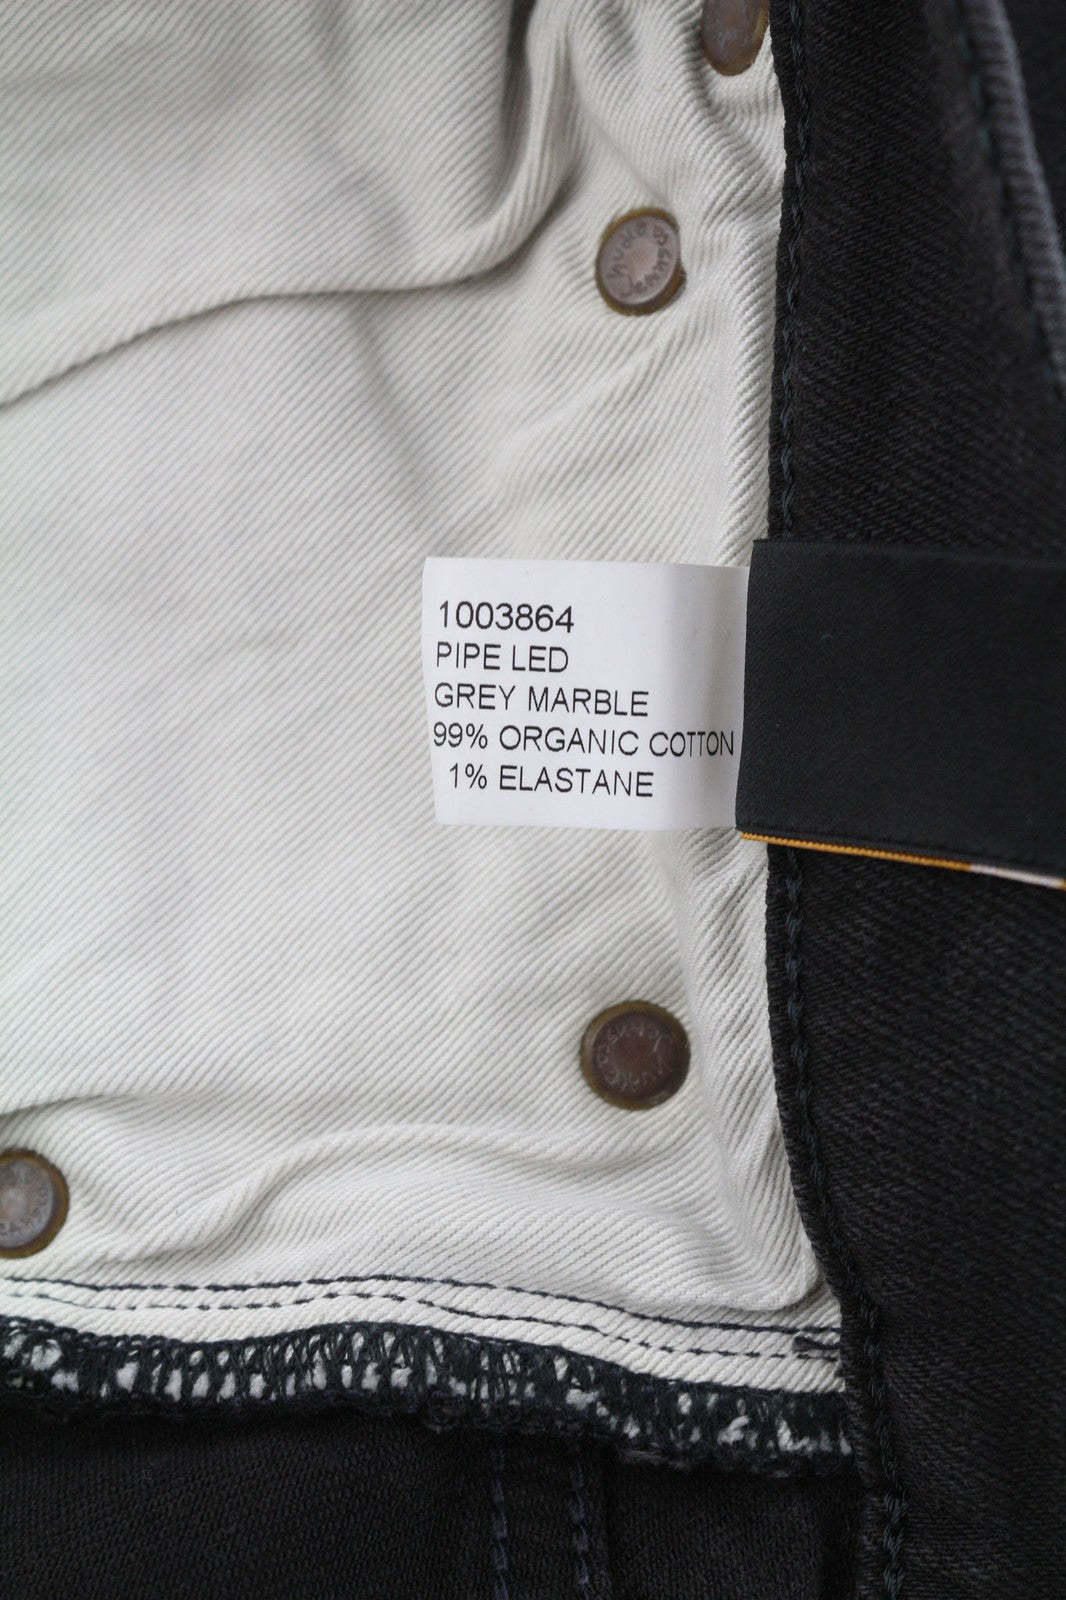 1003864
PIPE LED
GREY MARBLE
99% ORGANIC COTTON
1% ELASTANE